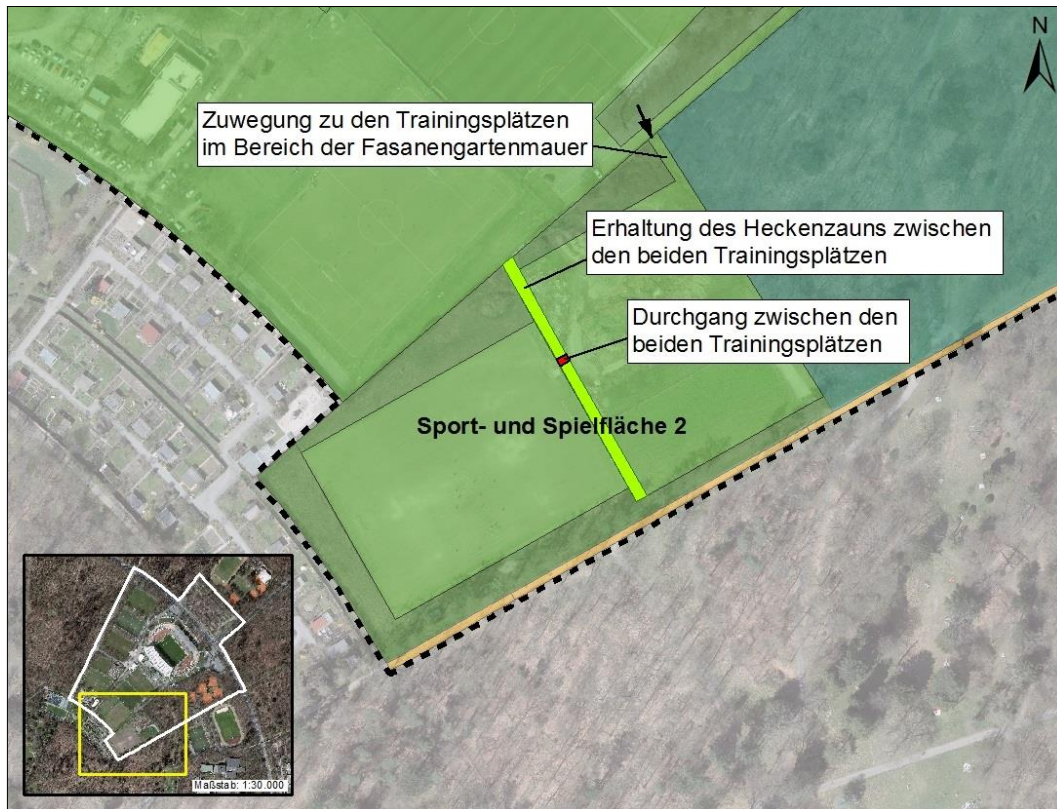 N
Zuwegung zu den Trainingsplätzen
im Bereich der Fasanengartenmauer
Erhaltung des Heckenzauns zwischen
den beiden Trainingsplätzen
Durchgang zwischen den
beiden Trainingsplätzen
Sport- und Spielfläche 2
Maßstab: 1:30.000